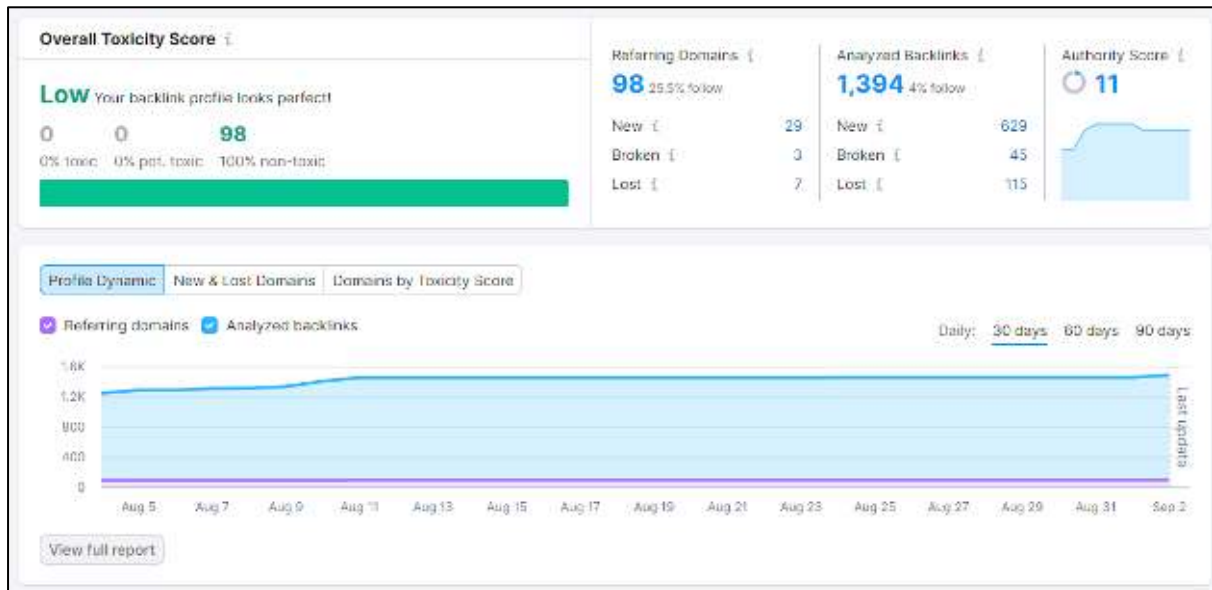 Overall Toxicity Score i
Low Your backlink profile looks perfect!
0 0 98
0% toxic 0% pot. toxic 100% non-toxic
Referring Domains i
98 25.5% follow
New i 29
Broken i 3
Lost i 7
Analyzed Backlinks i
1,394 4% follow
New i 629
Broken i 45
Lost i 115
Authority Score i
11
Profile Dynamic New & Lost Domains Domains by Toxicity Score
Referring domains Analyzed backlinks
Daily: 30 days 60 days 90 days
1.6K
1.2K
800
400
0
Last update
Aug 5 Aug 7 Aug 9 Aug 11 Aug 13 Aug 15 Aug 17 Aug 19 Aug 21 Aug 23 Aug 25 Aug 27 Aug 29 Aug 31 Sep 2
View full report